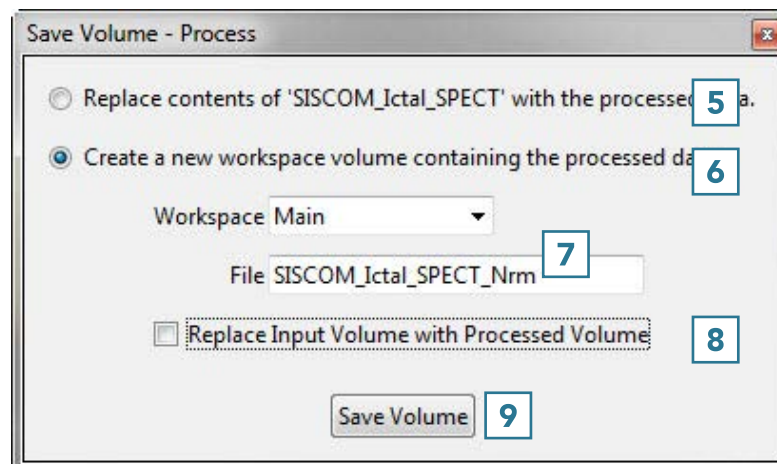 Save Volume - Process
Replace contents of 'SISCOM_Ictal_SPECT' with the processed 5 a.
Create a new workspace volume containing the processed 6
Workspace Main
7
File SISCOM_Ictal_SPECT_Nrm
Replace Input Volume with Processed Volume 8
Save Volume 9